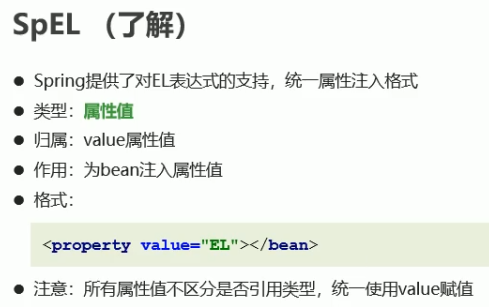 SpEL （了解）
● Spring提供了对EL表达式的支持，统一属性注入格式
● 类型：属性值
● 归属：value属性值
● 作用：为bean注入属性值
● 格式：
<property value="EL"></bean>
● 注意：所有属性值不区分是否引用类型，统一使用value赋值